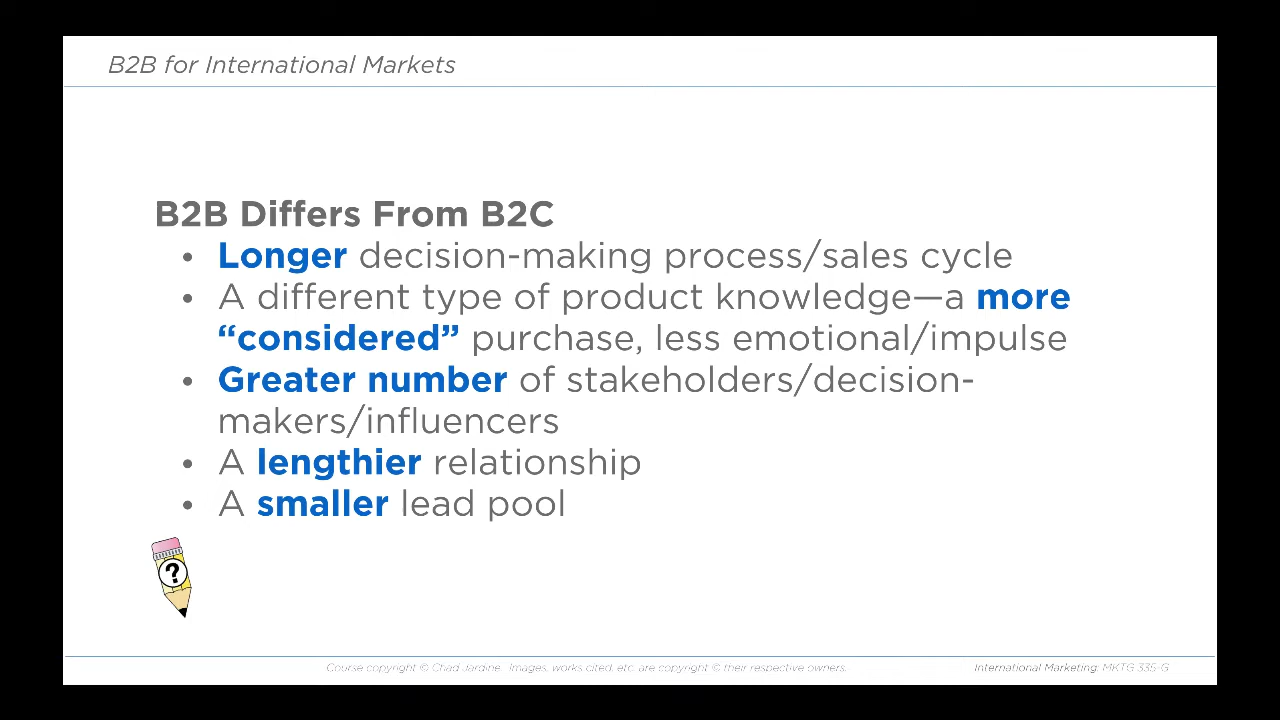 B2B for International Markets
B2B Differs From B2C
• Longer decision-making process/sales cycle
• A different type of product knowledge—a more
“considered” purchase, less emotional/impulse
• Greater number of stakeholders/decision-
makers/influencers
• A lengthier relationship
• A smaller lead pool
?
Course copyright © Chad Jardine. Images, works cited, etc. are copyright © their respective owners.
International Marketing: MKTG 335-G